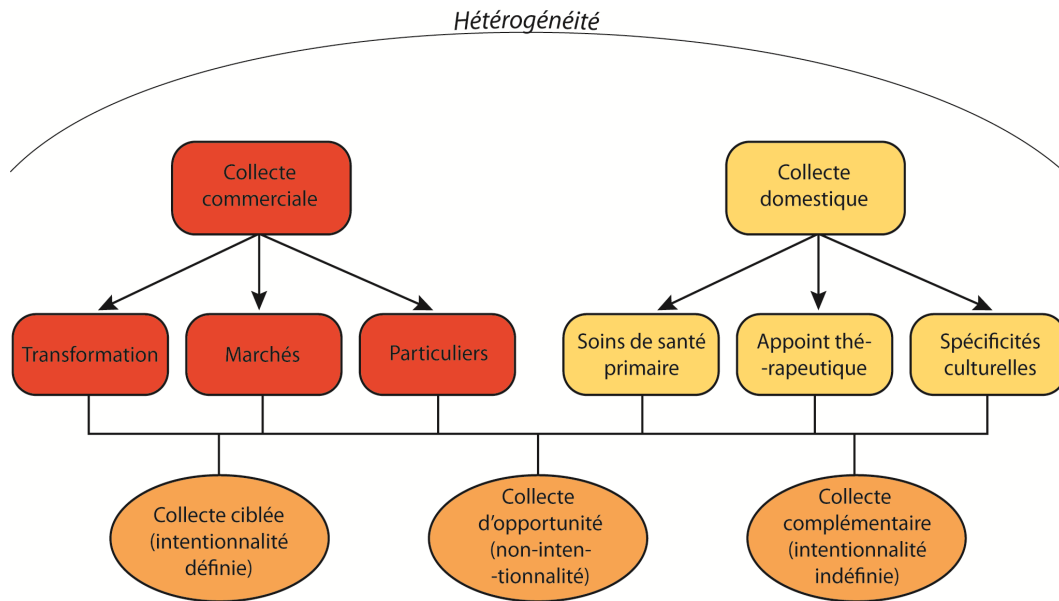 Hétérogénéité
Collecte
commerciale
Collecte
domestique
Transformation
Marchés
Particuliers
Soins de santé
primaire
Appoint thé-
-rapeutique
Spécificités
culturelles
Collecte ciblée
(intentionnalité
définie)
Collecte
d'opportunité
(non-inten-
-tionnalité)
Collecte
complémentaire
(intentionnalité
indéfinie)